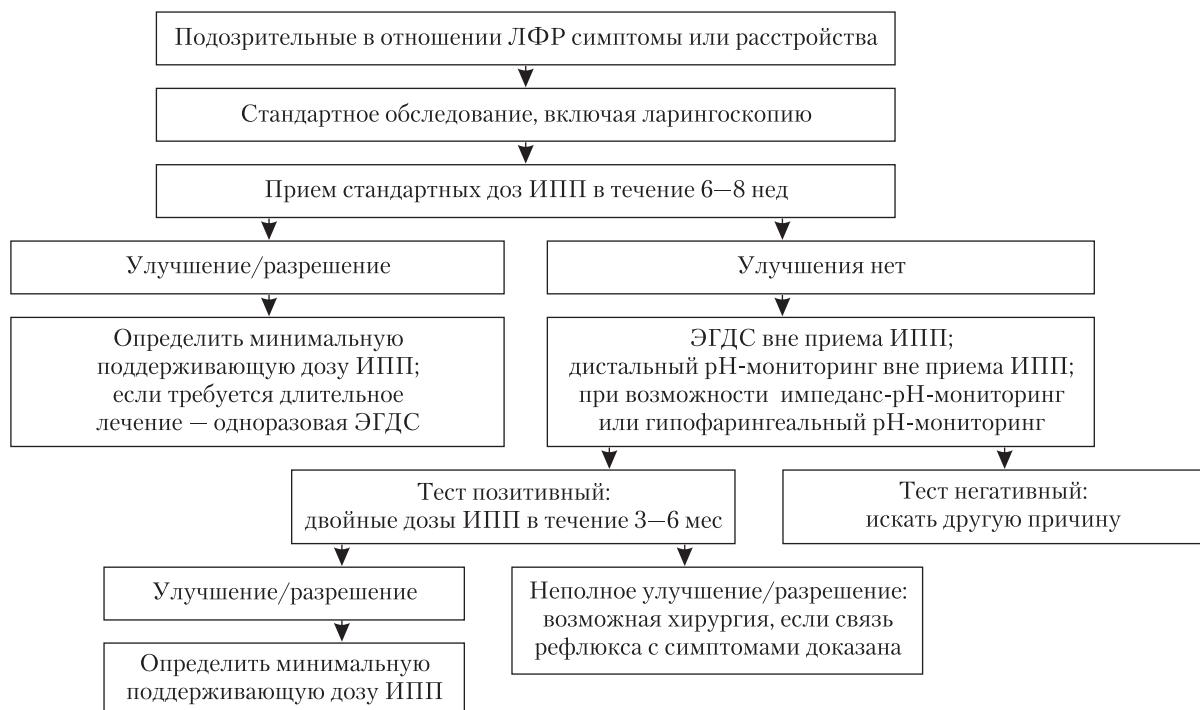 Подозрительные в отношении ЛФР симптомы или расстройства
Стандартное обследование, включая ларингоскопию
Прием стандартных доз ИПП в течение 6—8 нед
Улучшение/разрешение
Улучшения нет
Определить минимальную
поддерживающую дозу ИПП;
если требуется длительное
лечение — одноразовая ЭГДС
ЭГДС вне приема ИПП;
дистальный рН-мониторинг вне приема ИПП;
при возможности импеданс-рН-мониторинг
или гипофарингеальный рН-мониторинг
Тест позитивный:
двойные дозы ИПП в течение 3—6 мес
Тест негативный:
искать другую причину
Улучшение/разрешение
Неполное улучшение/разрешение:
возможная хирургия, если связь
рефлюкса с симптомами доказана
Определить минимальную
поддерживающую дозу ИПП